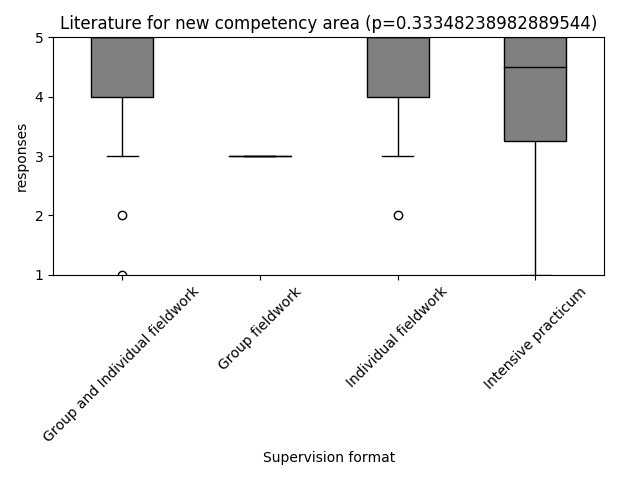 Literature for new competency area (p=0.33348238982889544)
responses
5
4
3
2
1
Group and Individual fieldwork
Group fieldwork
Individual fieldwork
Intensive practicum
Supervision format